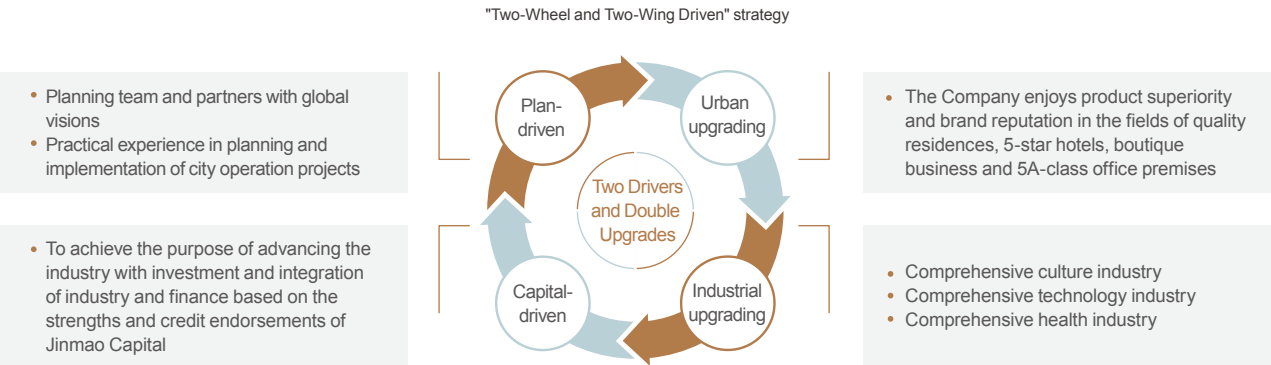 "Two-Wheel and Two-Wing Driven" strategy
• Planning team and partners with global
visions
• Practical experience in planning and
implementation of city operation projects
• To achieve the purpose of advancing the
industry with investment and integration
of industry and finance based on the
strengths and credit endorsements of
Jinmao Capital
Plan-
driven
Urban
upgrading
Two Drivers
and Double
Upgrades
Capital-
driven
Industrial
upgrading
• The Company enjoys product superiority
and brand reputation in the fields of quality
residences, 5-star hotels, boutique
business and 5A-class office premises
• Comprehensive culture industry
• Comprehensive technology industry
• Comprehensive health industry